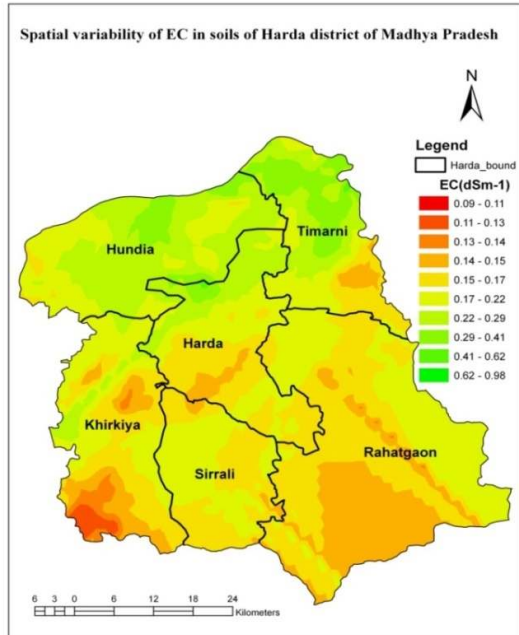 Spatial variability of EC in soils of Harda district of Madhya Pradesh
N
Legend
Harda_bound
EC(dSm-1)
0.09 - 0.11
0.11 - 0.13
0.13 - 0.14
0.14 - 0.15
0.15 - 0.17
0.17 - 0.22
0.22 - 0.29
0.29 - 0.41
0.41 - 0.62
0.62 - 0.98
Timarni
Hundia
Harda
Khirkiya
Sirrali
Rahatgaon
6 3 0 6 12 18 24
Kilometers